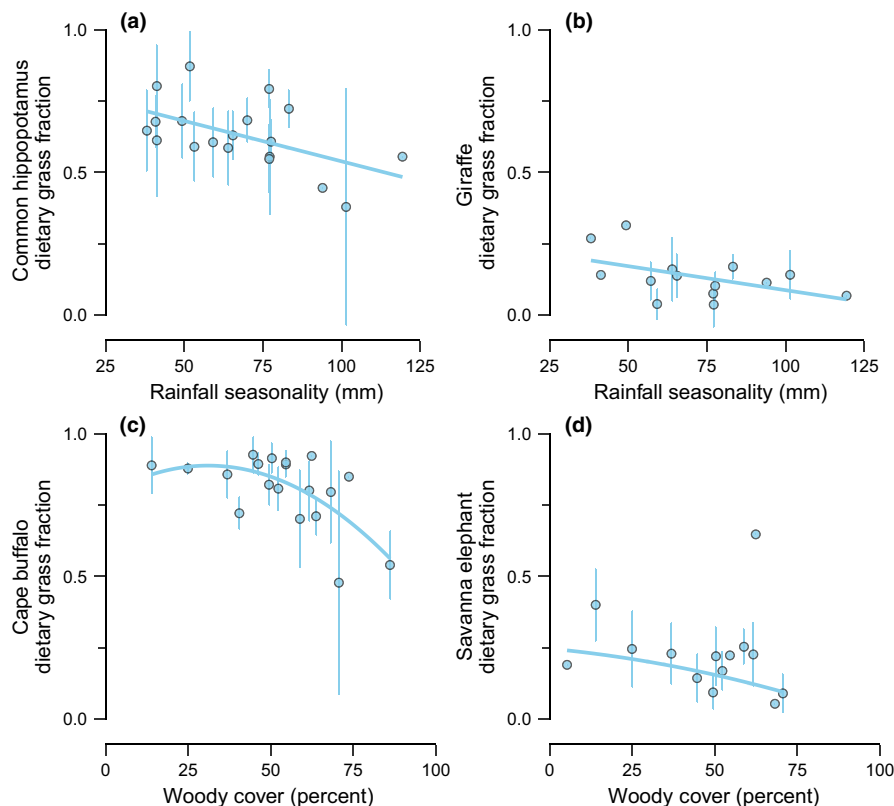 (a)
Common hippopotamus
dietary grass fraction
1.0
0.5
0.0
25 50 75 100 125
Rainfall seasonality (mm)
(b)
Giraffe
dietary grass fraction
1.0
0.5
0.0
25 50 75 100 125
Rainfall seasonality (mm)
(c)
Cape buffalo
dietary grass fraction
1.0
0.5
0.0
0 25 50 75 100
Woody cover (percent)
(d)
Savanna elephant
dietary grass fraction
1.0
0.5
0.0
0 25 50 75 100
Woody cover (percent)